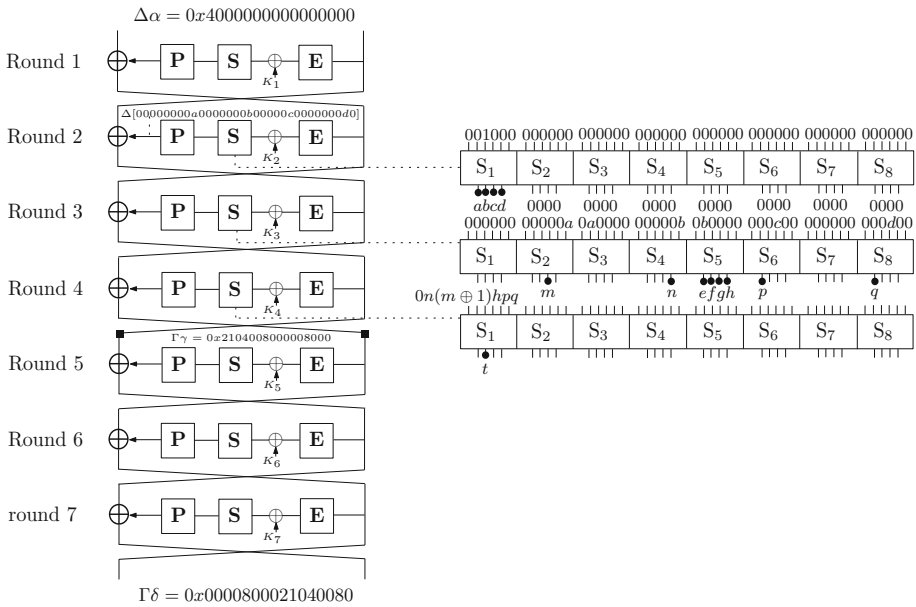 Δα = 0x4000000000000000
Round 1
P
S
E
K1
Δ[00000000a0000000b00000c0000000d0]
Round 2
P
S
E
K2
Round 3
P
S
E
K3
Round 4
P
S
E
K4
Γγ = 0x2104008000008000
Round 5
P
S
E
K5
Round 6
P
S
E
K6
round 7
P
S
E
K7
Γδ = 0x0000800021040080
001000 000000 000000 000000 000000 000000 000000 000000
S1 S2 S3 S4 S5 S6 S7 S8
abcd 0000 0000 0000 0000 0000 0000 0000
000000 00000a 0a0000 00000b 0b0000 000c00 000000 000d00
S1 S2 S3 S4 S5 S6 S7 S8
m n efgh p q
0n(m ⊕ 1)hpq
S1 S2 S3 S4 S5 S6 S7 S8
t